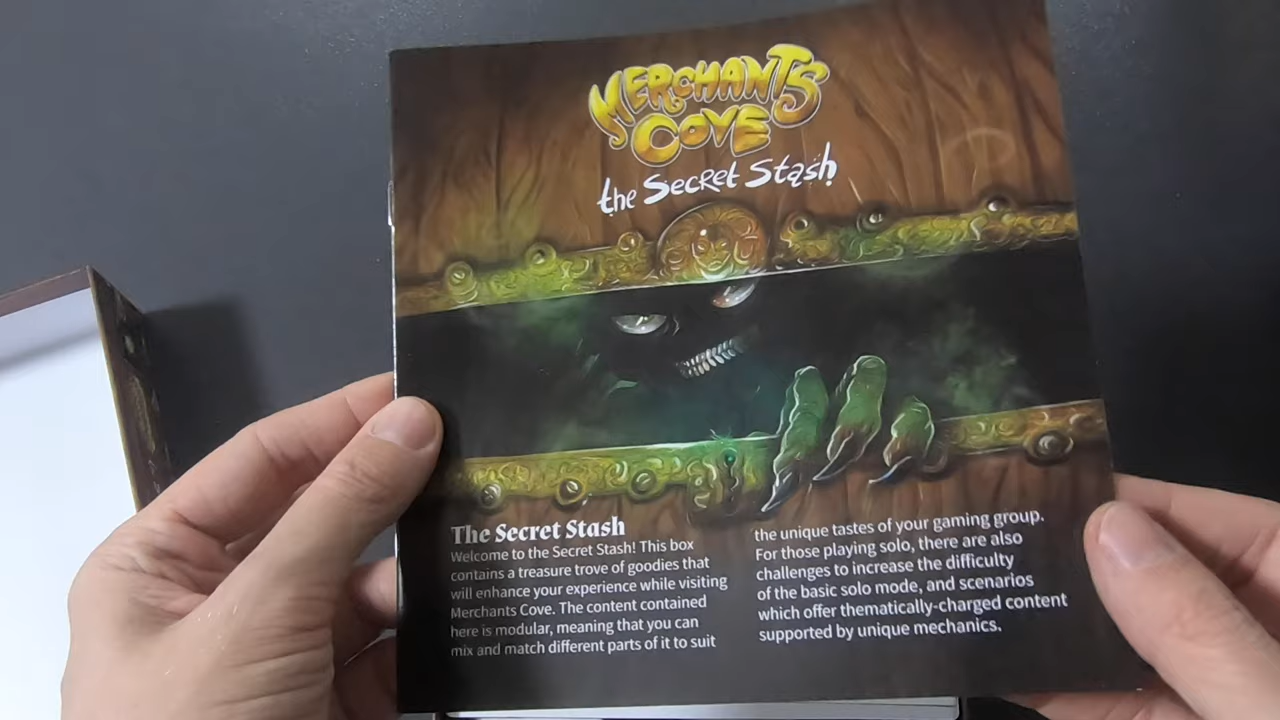 MERCHANTS
COVE
the Secret Stash
The Secret Stash
Welcome to the Secret Stash! This box
contains a treasure trove of goodies that
will enhance your experience while visiting
Merchants Cove. The content contained
here is modular, meaning that you can
mix and match different parts of it to suit
the unique tastes of your gaming group.
For those playing solo, there are also
challenges to increase the difficulty
of the basic solo mode, and scenarios
which offer thematically-charged content
supported by unique mechanics.